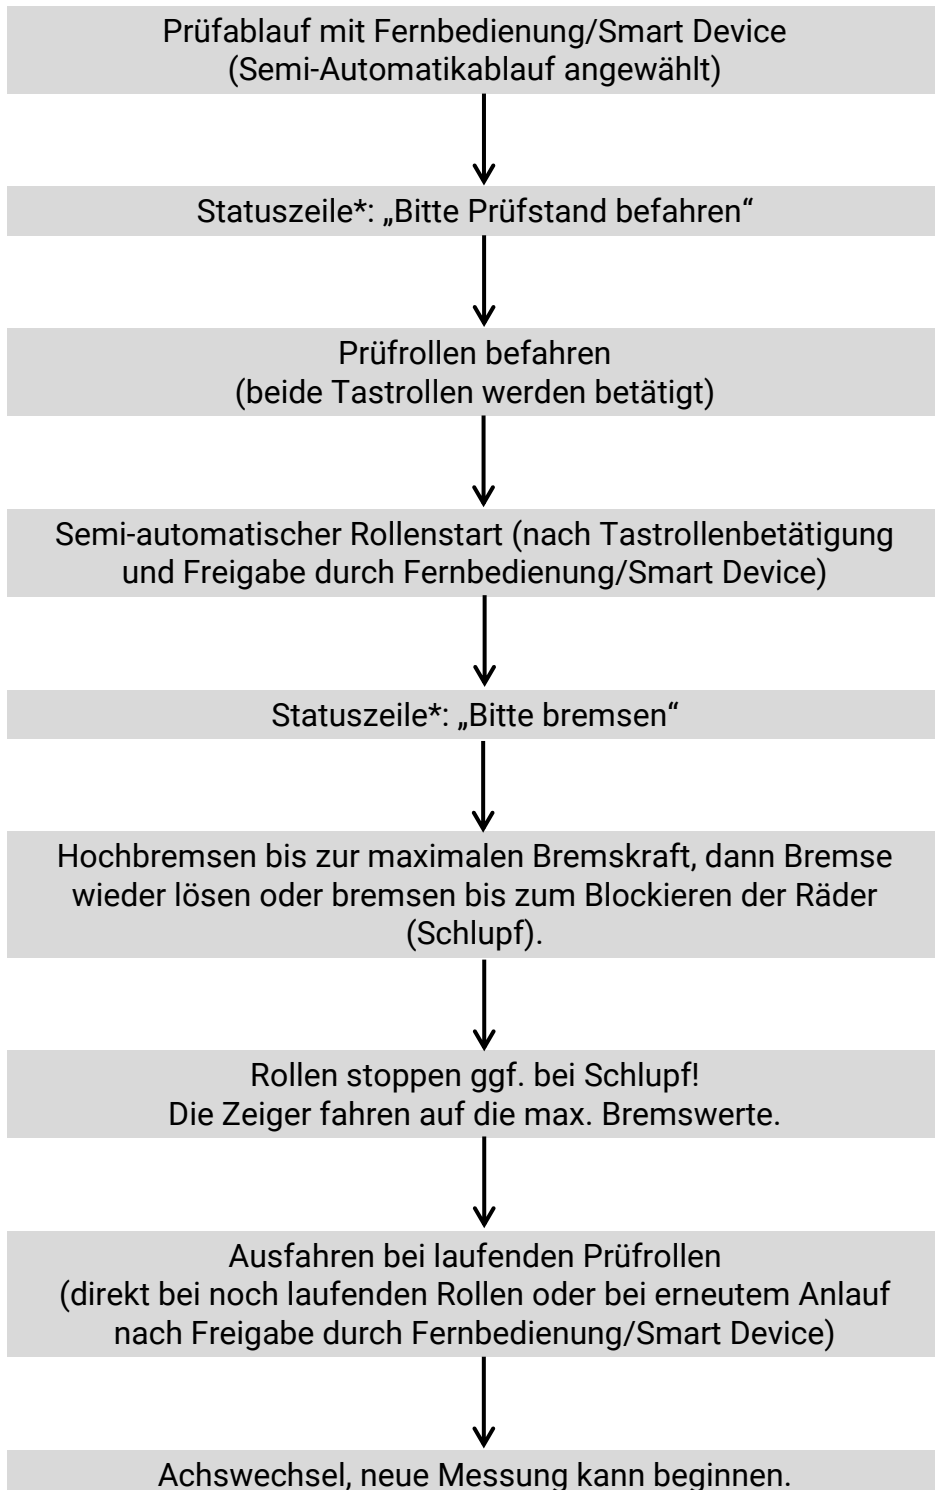 Prüfablauf mit Fernbedienung/Smart Device
(Semi-Automatikablauf angewählt)
Statuszeile*: „Bitte Prüfstand befahren“
Prüfrollen befahren
(beide Tastrollen werden betätigt)
Semi-automatischer Rollenstart (nach Tastrollenbetätigung
und Freigabe durch Fernbedienung/Smart Device)
Statuszeile*: „Bitte bremsen“
Hochbremsen bis zur maximalen Bremskraft, dann Bremse
wieder lösen oder bremsen bis zum Blockieren der Räder
(Schlupf).
Rollen stoppen ggf. bei Schlupf!
Die Zeiger fahren auf die max. Bremswerte.
Ausfahren bei laufenden Prüfrollen
(direkt bei noch laufenden Rollen oder bei erneutem Anlauf
nach Freigabe durch Fernbedienung/Smart Device)
Achswechsel, neue Messung kann beginnen.